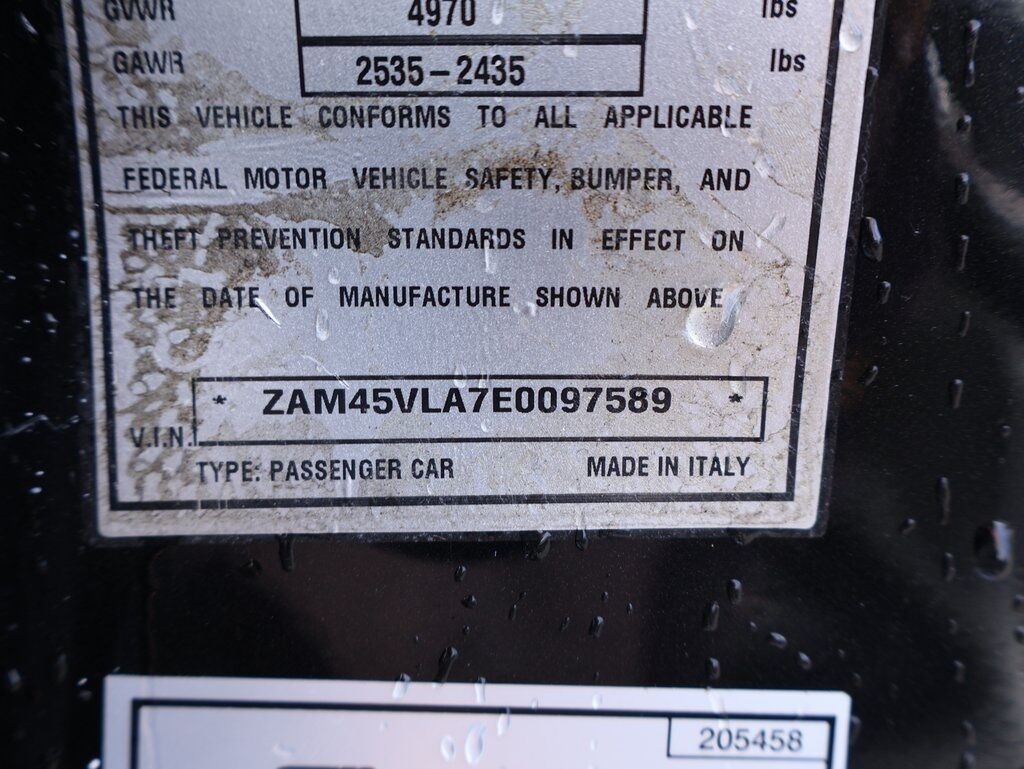 GVWR 4970 lbs
GAWR 2535-2435 lbs
THIS VEHICLE CONFORMS TO ALL APPLICABLE
FEDERAL MOTOR VEHICLE SAFETY, BUMPER, AND
THEFT PREVENTION STANDARDS IN EFFECT ON
THE DATE OF MANUFACTURE SHOWN ABOVE
* ZAM45VLA7E0097589 *
V.I.N.
TYPE: PASSENGER CAR MADE IN ITALY
205458